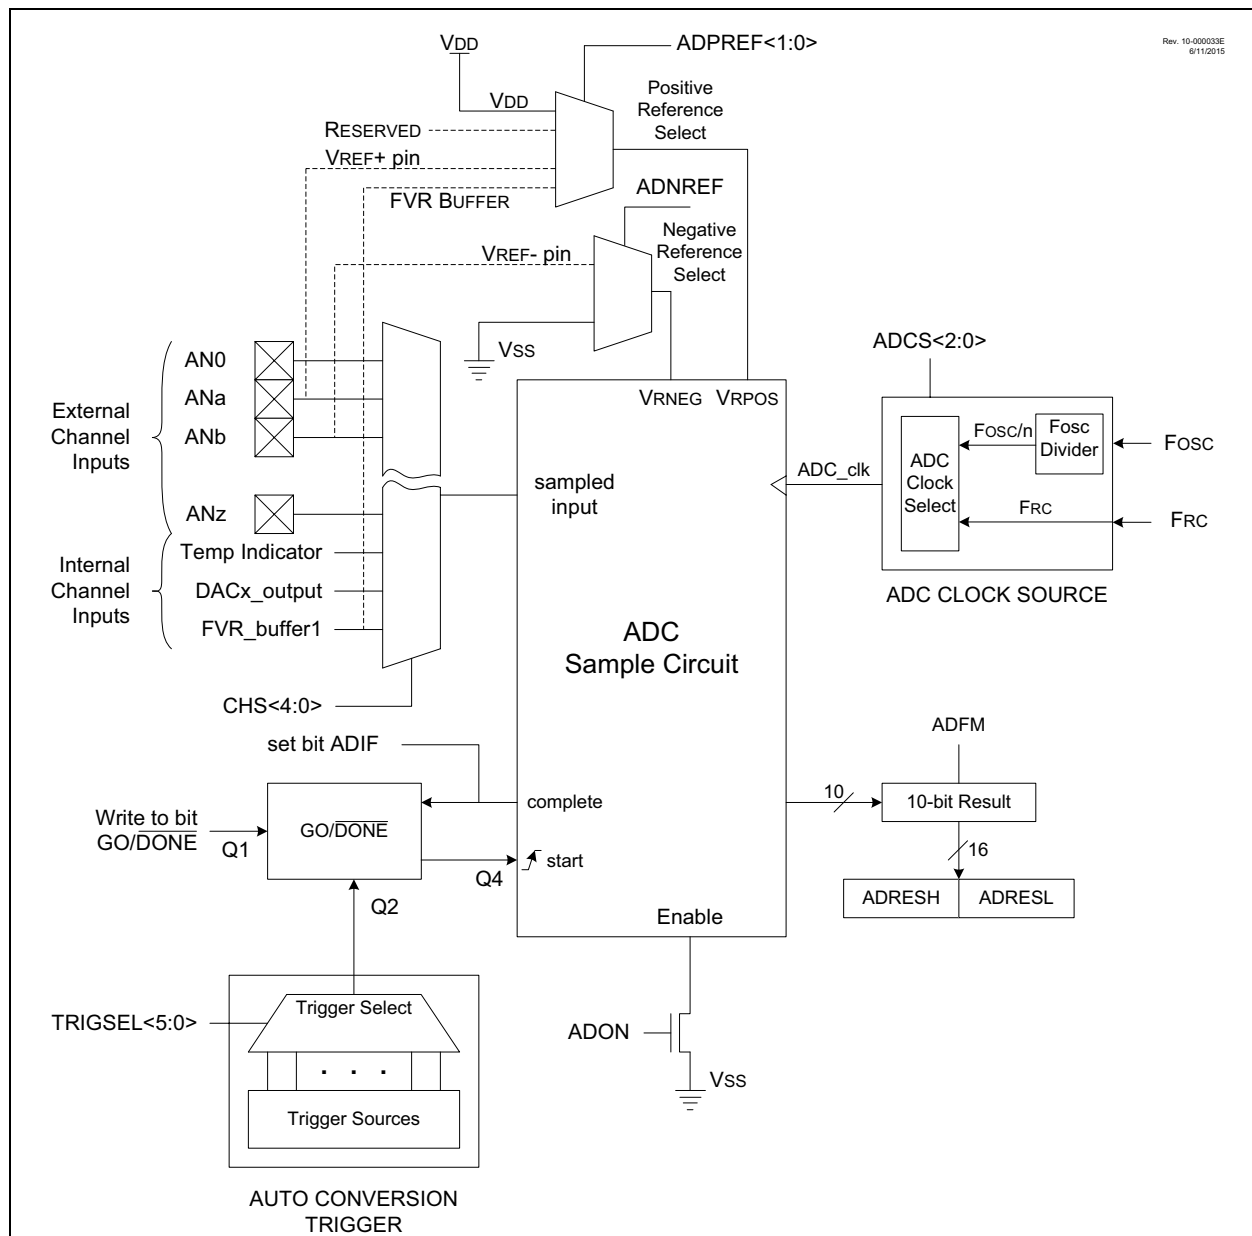 Rev. 10-000033E
6/11/2015
VDD
ADPREF<1:0>
VDD
Positive
Reference
Select
RESERVED
VREF+ pin
FVR BUFFER
ADNREF
Negative
Reference
Select
VREF- pin
VSS
AN0
ANa
ANb
External
Channel
Inputs
ANz
Temp Indicator
Internal
Channel
Inputs
DACx_output
FVR_buffer1
CHS<4:0>
VRNEG VRPOS
sampled
input
ADC_clk
ADCS<2:0>
ADC
Clock
Select
FOSC/n
Fosc
Divider
FOSC
FRC
FRC
ADC CLOCK SOURCE
ADC
Sample Circuit
set bit ADIF
complete
Write to bit
GO/DONE
Q1
GO/DONE
Q4
start
Q2
Enable
ADFM
10
10-bit Result
16
ADRESH ADRESL
TRIGSEL<5:0>
Trigger Select
. . .
Trigger Sources
AUTO CONVERSION
TRIGGER
ADON
VSS